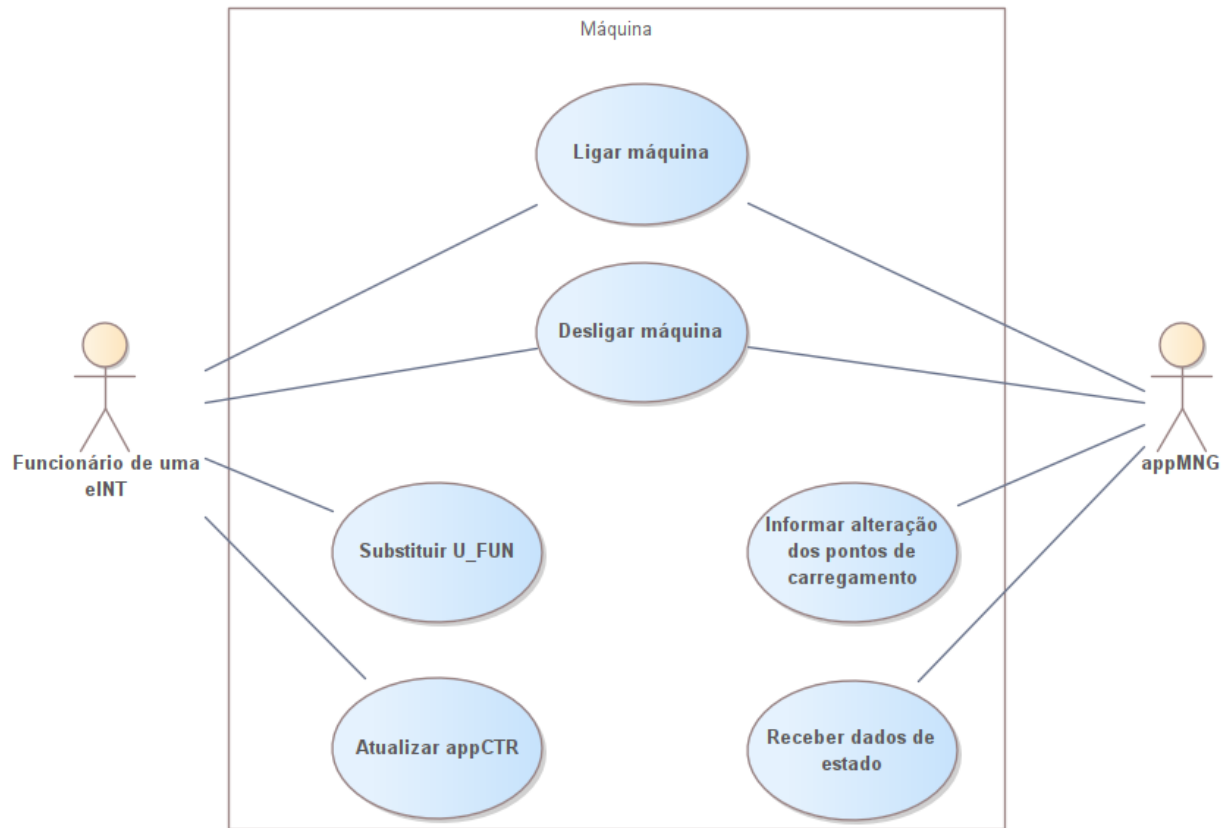 Máquina
Ligar máquina
Desligar máquina
Funcionário de uma
eINT
appMNG
Substituir U_FUN
Informar alteração
dos pontos de
carregamento
Atualizar appCTR
Receber dados de
estado